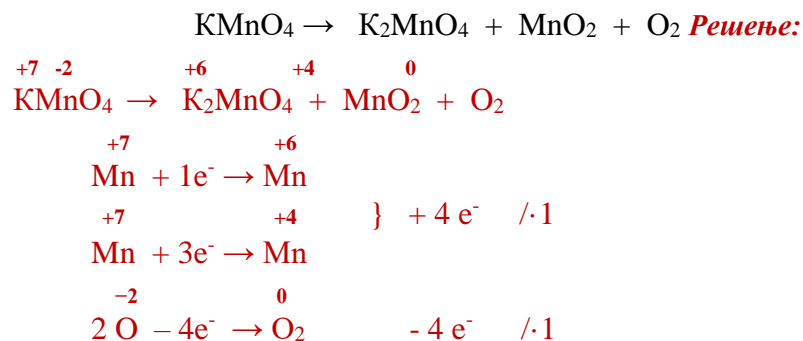 KMnO₄ → K₂MnO₄ + MnO₂ + O₂ Решење:
+7 -2 +6 +4 0
KMnO₄ → K₂MnO₄ + MnO₂ + O₂
+7 +6
Mn + 1e⁻ → Mn
} + 4 e⁻ /·1
+7 +4
Mn + 3e⁻ → Mn
−2 0
2 O – 4e⁻ → O₂ - 4 e⁻ /·1